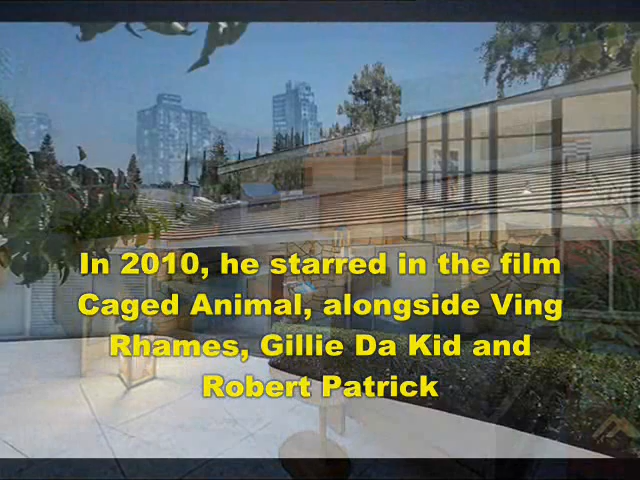 In 2010, he starred in the film
Caged Animal, alongside Ving
Rhames, Gillie Da Kid and
Robert Patrick